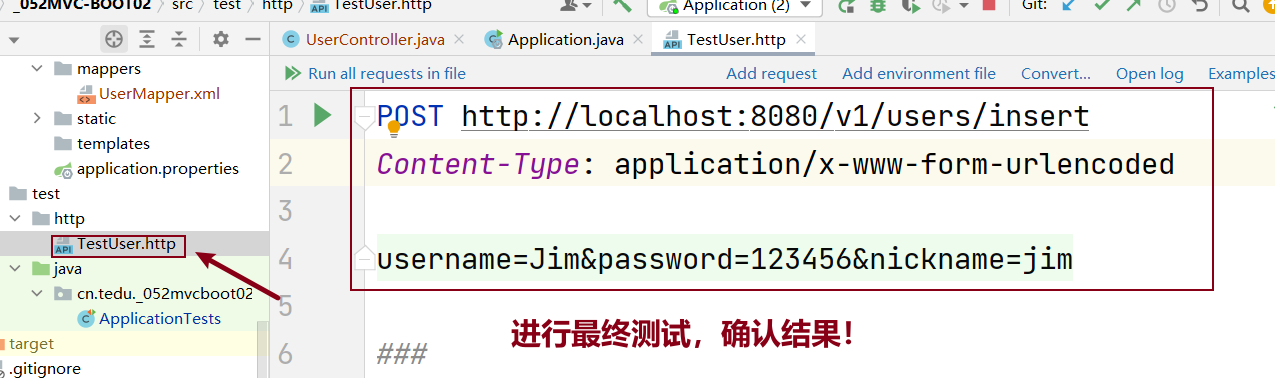 _052MVC-BOOT02 › src › test › http › TestUser.http
Application (2)
Git:
UserController.java
Application.java
TestUser.http
Run all requests in file
Add request
Add environment file
Convert...
Open log
Examples
mappers
UserMapper.xml
static
templates
application.properties
test
http
TestUser.http
java
cn.tedu._052mvcboot02
ApplicationTests
target
.gitignore
1 POST http://localhost:8080/v1/users/insert
2 Content-Type: application/x-www-form-urlencoded
3
4 username=Jim&password=123456&nickname=jim
5
6 ###
进行最终测试，确认结果！